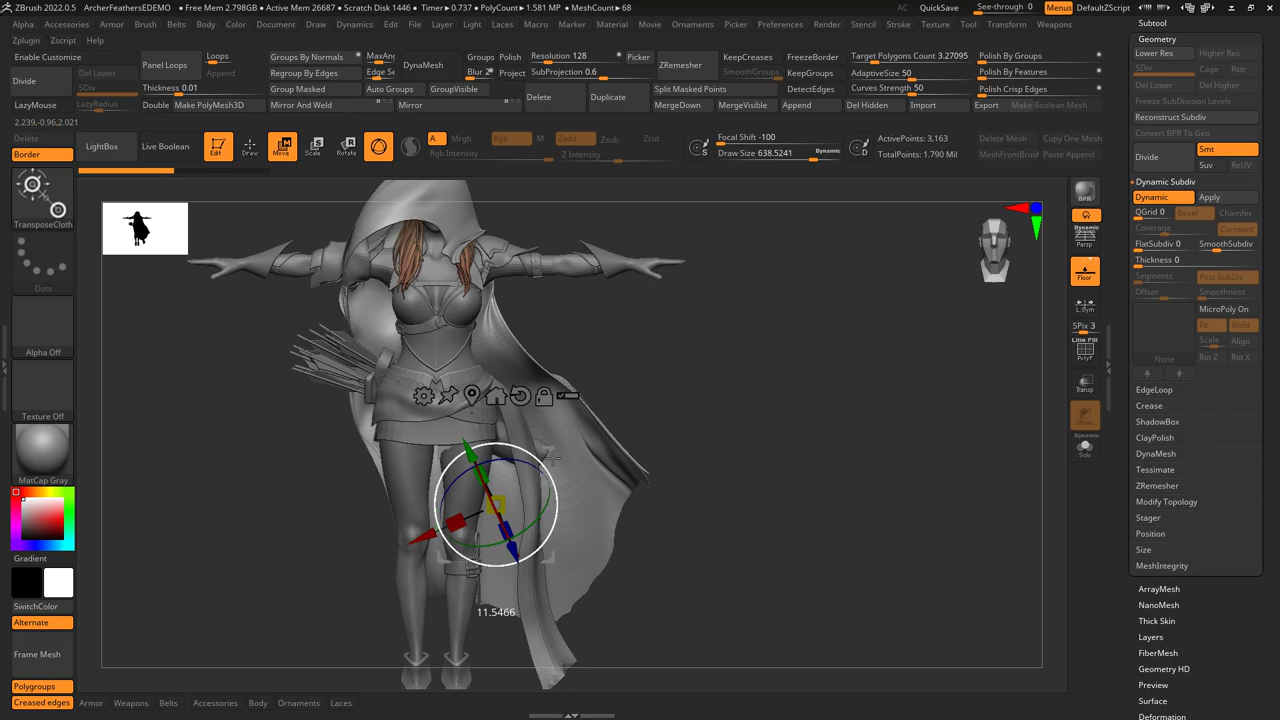 ZBrush 2022.0.5 ArcherFeathersEDEMO • Free Mem 2.798GB • Active Mem 26687 • Scratch Disk 1446 • Timer▸0.737 • PolyCount▸1.581 MP • MeshCount▸68 AC QuickSave See-through 0 Menus DefaultZScript
Alpha Accessories Armor Brush Belts Color Document Draw Dynamics Edit File Layer Light Laces Macro Marker Material Movie Ornaments Picker Preferences Render Stencil Stroke Texture Tool Transform Weapons
Zplugin Zscript Help
Enable Customize
Divide
Del Lower
SDiv
Del Higher
Panel Loops
Loops
Append
Thickness 0.01
Groups By Normals
MaxAng
Regroup By Edges
Edge Se
Group Masked
Auto Groups
DynaMesh
Groups Polish
Blur 2 Project
GroupVisible
Resolution 128
SubProjection 0.6
Picker
Delete
Duplicate
ZRemesher
KeepCreases
SmoothGroups
Split Masked Points
FreezeBorder
KeepGroups
DetectEdges
Target Polygons Count 3.27095
AdaptiveSize 50
Curves Strength 50
Polish By Groups
Polish By Features
Polish Crisp Edges
LazyMouse LazyRadius Double Make PolyMesh3D Mirror And Weld Mirror MergeDown MergeVisible Append Del Hidden Import Export Make Boolean Mesh
2.239,-0.96,2.021
Delete
Border
LightBox
Live Boolean
Edit
Draw
Move
Scale
Rotate
A Mrgb Rgb M Zadd Zsub Zcut
Rgb Intensity Z Intensity
S
Focal Shift -100
Draw Size 638.5241 Dynamic
D
ActivePoints: 3,163
TotalPoints: 1.790 Mil
Delete Mesh Copy One Mesh
MeshFromBrush Paste Append
TransposeCloth
Dots
Alpha Off
Texture Off
MatCap Gray
Gradient
SwitchColor
Alternate
Frame Mesh
Polygroups
Creased edges
11.5466
Armor Weapons Belts Accessories Body Ornaments Laces
BPR
Persp
Floor
L.Sym
SPix 3
Line Fill
PolyF
Transp
Dynamic
Solo
Subtool
Geometry
Lower Res Higher Res
SDiv Cage Rstr
Del Lower Del Higher
Freeze SubDivision Levels
Reconstruct Subdiv
Convert BPR To Geo
Divide
Smt
Suv ReUV
Dynamic Subdiv
Dynamic Apply
QGrid 0 Bevel Chamfer
Coverage Constant
FlatSubdiv 0 SmoothSubdiv
Thickness 0
Segments Post SubDiv
Offset Smoothness
MicroPoly On
Fit Weld
Scale Align
None Rot Z Rot X
EdgeLoop
Crease
ShadowBox
ClayPolish
DynaMesh
Tessimate
ZRemesher
Modify Topology
Stager
Position
Size
MeshIntegrity
ArrayMesh
NanoMesh
Thick Skin
Layers
FiberMesh
Geometry HD
Preview
Surface
Deformation